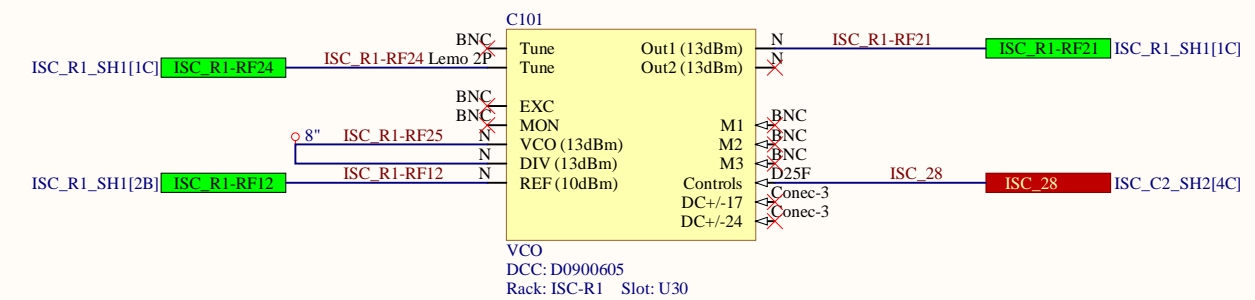 C101
BNC Tune Out1 (13dBm) N ISC_R1-RF21 ISC_R1-RF21 ISC_R1_SH1[1C]
ISC_R1_SH1[1C] ISC_R1-RF24 ISC_R1-RF24 Lemo 2P Tune Out2 (13dBm) N
BNC EXC
BNC MON M1 BNC
8" ISC_R1-RF25 N VCO (13dBm) M2 BNC
N DIV (13dBm) M3 BNC
ISC_R1_SH1[2B] ISC_R1-RF12 ISC_R1-RF12 N REF (10dBm) Controls D25F ISC_28 ISC_28 ISC_C2_SH2[4C]
DC+/-17 Conec-3
DC+/-24 Conec-3
VCO
DCC: D0900605
Rack: ISC-R1 Slot: U30